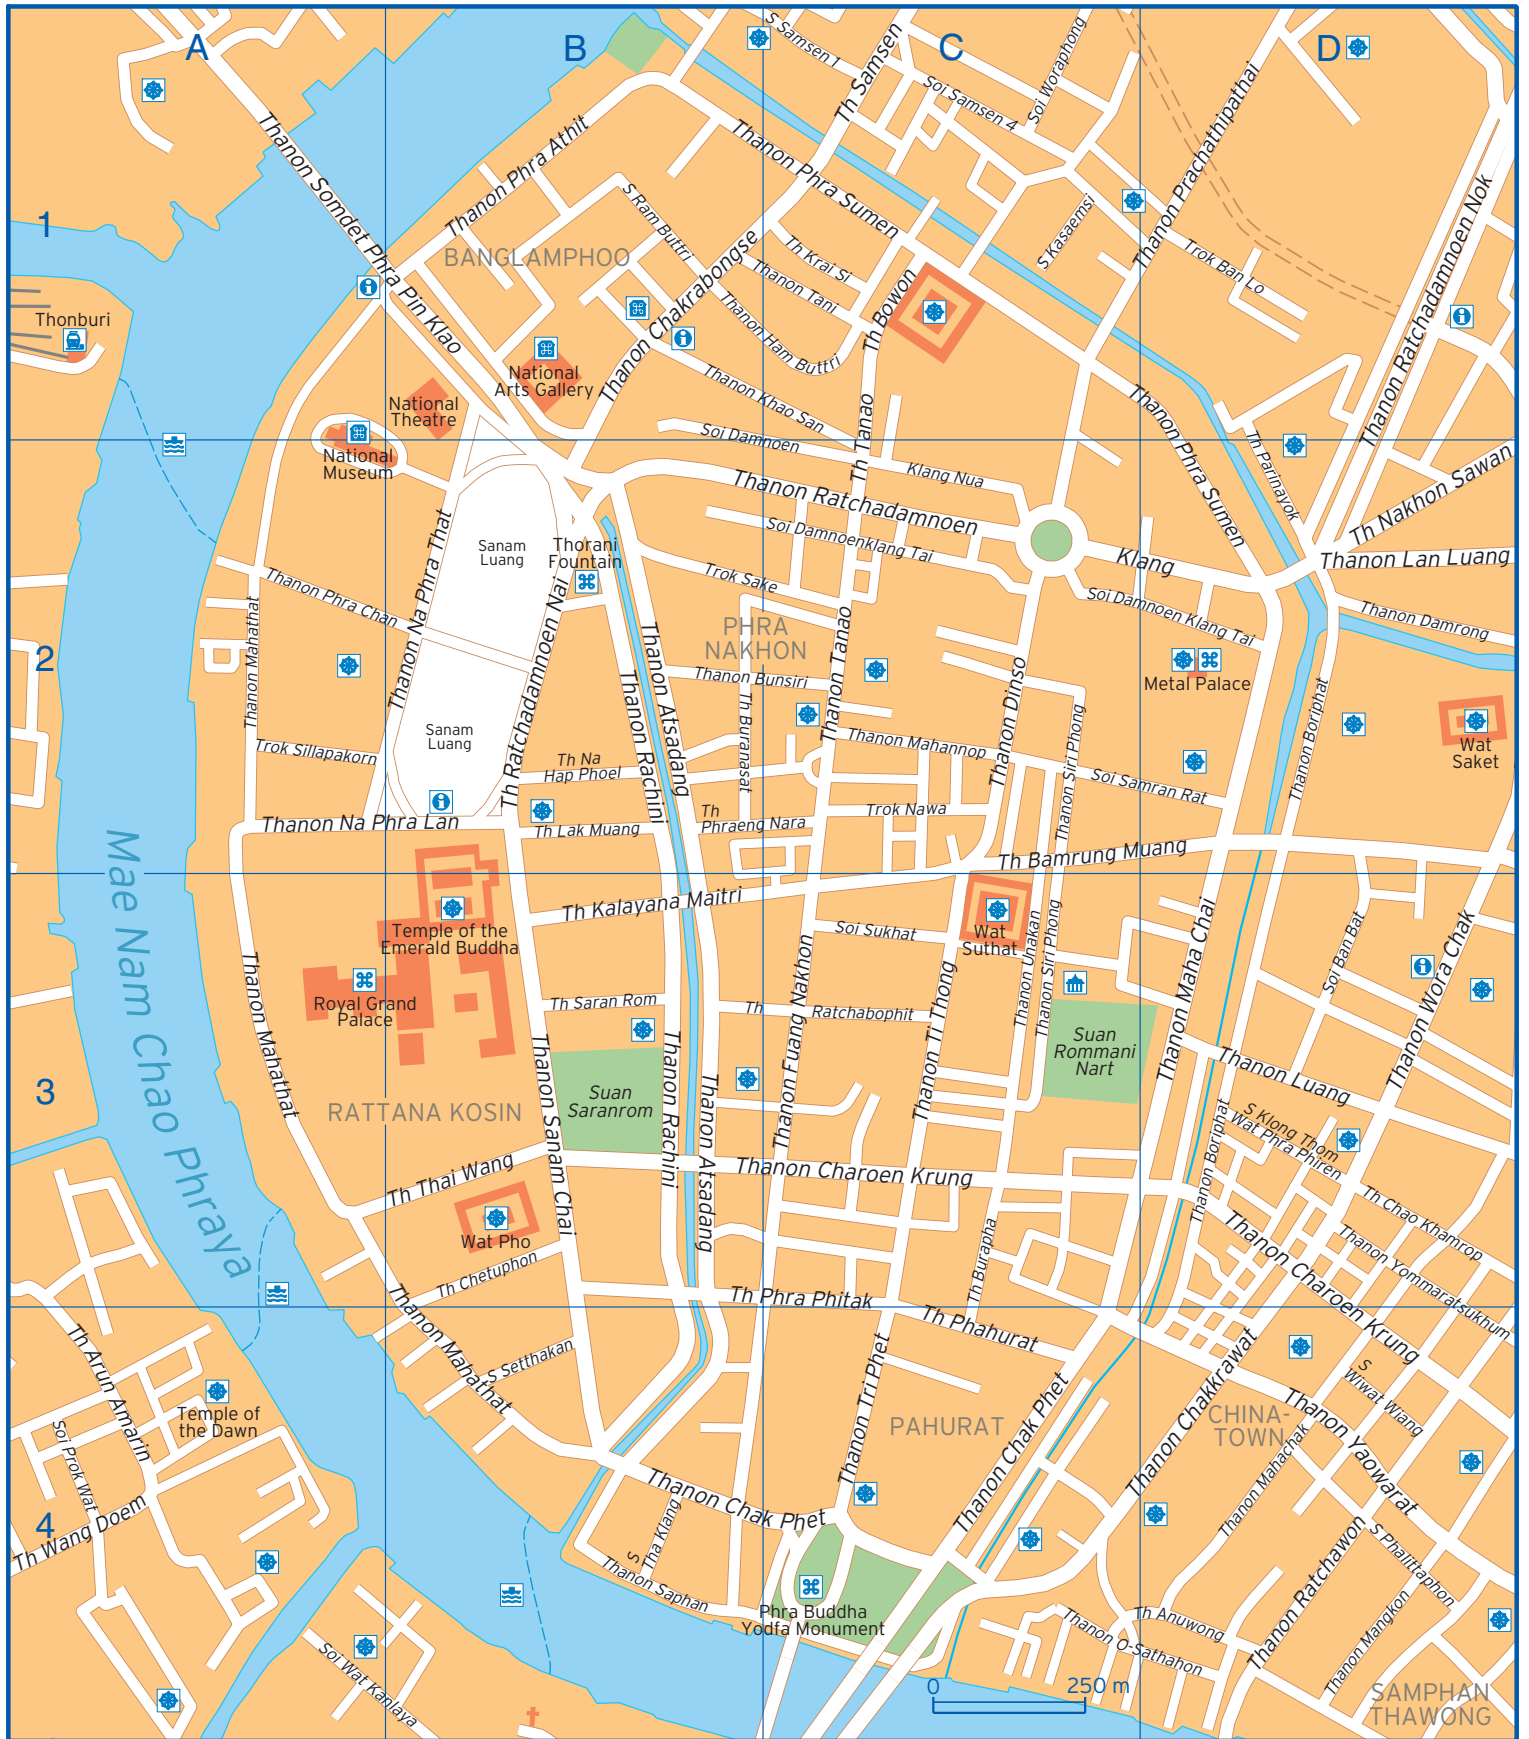 A
B
C
D
1
2
3
4
S Samsen 1
Th Samsen
Soi Samsen 4
Soi Woraphong
Thanon Prachathipathai
Thanon Somdet Phra Pin Klao
Thanon Phra Athit
Thanon Phra Sumen
S Ram Buttri
BANGLAMPHOO
Thanon Chakrabongse
Th Krai Si
Thanon Tani
Th Bowon
S Kasaemsi
Trok Ban Lo
Thanon Ratchadamnoen Nok
Thonburi
National
Arts Gallery
Thanon Ham Buttri
Thanon Khao San
National
Theatre
National
Museum
Soi Damnoen
Klang Nua
Th Tanao
Thanon Phra Sumen
Th Parinayok
Th Nakhon Sawan
Thanon Ratchadamnoen
Klang
Thanon Lan Luang
Soi Damnoenklang Tai
Sanam
Luang
Thorani
Fountain
Trok Sake
Soi Damnoen Klang Tai
Thanon Damrong
Thanon Phra Chan
Thanon Na Phra That
Thanon Mahathat
Th Ratchadamnoen Nai
PHRA
NAKHON
Thanon Tanao
Thanon Atsadang
Thanon Rachini
Thanon Bunsiri
Th Buranasat
Thanon Dinso
Metal Palace
Thanon Boriphat
Wat
Saket
Sanam
Luang
Trok Sillapakorn
Th Na
Hap Phoel
Thanon Mahannop
Thanon Siri Phong
Soi Samran Rat
Trok Nawa
Thanon Na Phra Lan
Th Lak Muang
Th
Phraeng Nara
Th Bamrung Muang
Mae Nam Chao Phraya
Temple of the
Emerald Buddha
Th Kalayana Maitri
Soi Sukhat
Wat
Suthat
Thanon Unakan
Thanon Siri Phong
Thanon Maha Chai
Soi Ban Bat
Thanon Wora Chak
Royal Grand
Palace
Th Saran Rom
Th Ratchabophit
Thanon Fuang Nakhon
Thanon Ti Thong
Suan
Rommani
Nart
Thanon Luang
Thanon Mahathat
Thanon Sanam Chai
Suan
Saranrom
Thanon Rachini
Thanon Atsadang
RATTANA KOSIN
S Klong Thom
Wat Phra Phiren
Thanon Boriphat
Th Thai Wang
Thanon Charoen Krung
Wat Pho
Th Chetuphon
Th Burapha
Th Chao Khamrop
Thanon Yommaratsukhum
Thanon Charoen Krung
Th Phra Phitak
Th Phahurat
Thanon Mahathat
S Setthakan
Th Arun Amarin
Temple of
the Dawn
Soi Prok Wat
Thanon Tri Phet
PAHURAT
Thanon Chak Phet
Thanon Chakkrawat
CHINA-
TOWN
S
Wiwat Wiang
Thanon Yaowarat
Thanon Mahachak
Th Wang Doem
Thanon Chak Phet
S
Tha Klang
Thanon Saphan
Phra Buddha
Yodfa Monument
Thanon Ratchawon
S Phalittaphon
Thanon Mangkon
Th Anuwong
Thanon O-Sathahon
Soi Wat Kanlaya
0
250 m
SAMPHAN
THAWONG